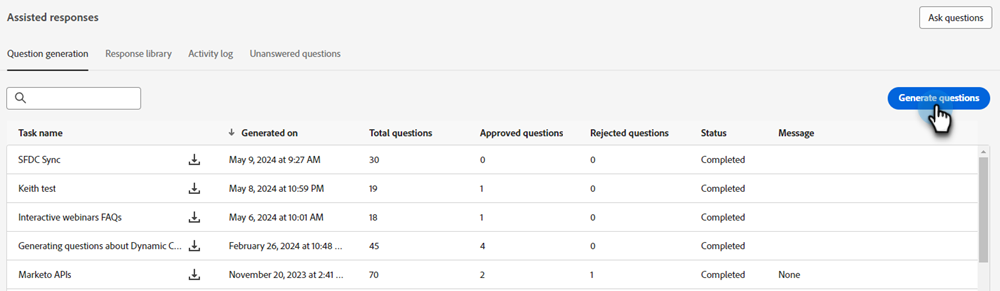 Assisted responses
Ask questions
Question generation Response library Activity log Unanswered questions
Generate questions
Task name Generated on Total questions Approved questions Rejected questions Status Message
SFDC Sync May 9, 2024 at 9:27 AM 30 0 0 Completed
Keith test May 8, 2024 at 10:59 PM 19 1 0 Completed
Interactive webinars FAQs May 6, 2024 at 10:01 AM 18 1 0 Completed
Generating questions about Dynamic C... February 26, 2024 at 10:48 ... 45 4 0 Completed
Marketo APIs November 20, 2023 at 2:41 ... 70 2 1 Completed None